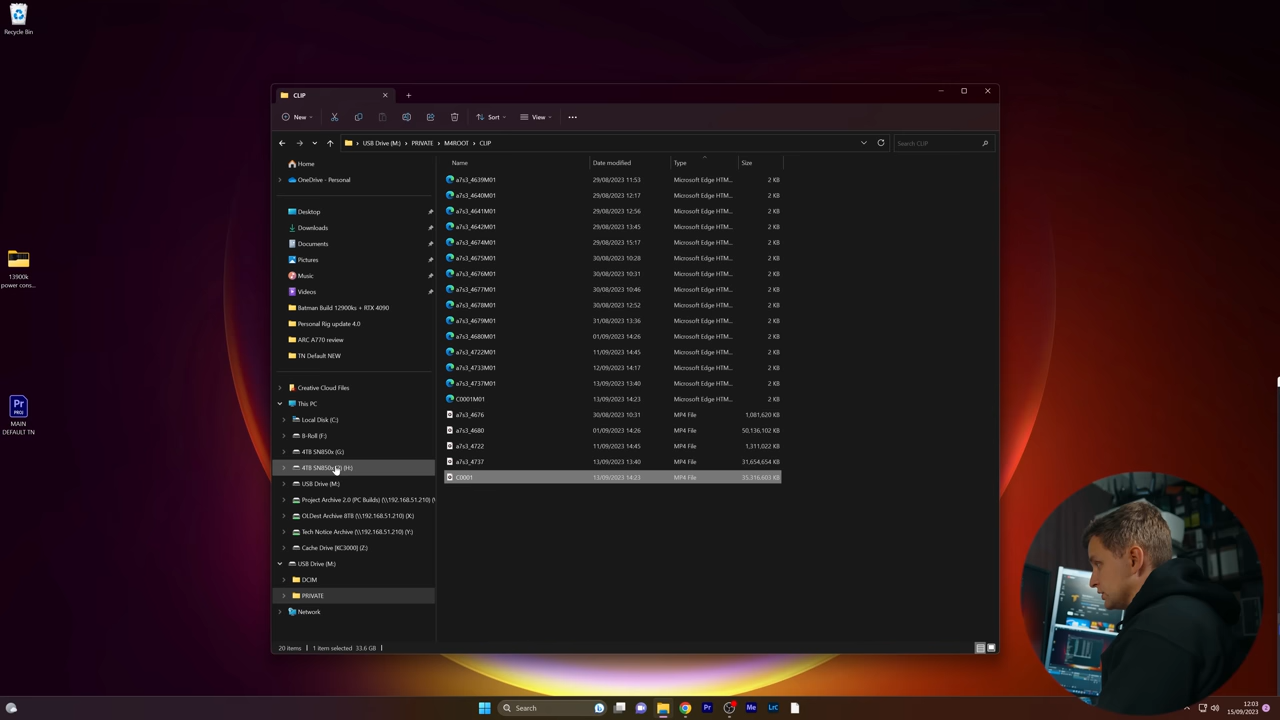 Recycle Bin
13900k
power cons...
Pr
PROJ
MAIN
DEFAULT TN
CLIP
New
Sort
View
USB Drive (M:)
PRIVATE
M4ROOT
CLIP
Search CLIP
Home
OneDrive - Personal
Desktop
Downloads
Documents
Pictures
Music
Videos
Batman Build 12900ks + RTX 4090
Personal Rig update 4.0
ARC A770 review
TN Default NEW
Creative Cloud Files
This PC
Local Disk (C:)
B-Roll (F:)
4TB SN850x (G:)
4TB SN850x (H:)
USB Drive (M:)
Project Archive 2.0 (PC Builds) (\\192.168.51.210) (
OLDest Archive 8TB (\\192.168.51.210) (X:)
Tech Notice Archive (\\192.168.51.210) (Y:)
Cache Drive [KC3000] (Z:)
USB Drive (M:)
DCIM
PRIVATE
Network
Name Date modified Type Size
a7s3_4639M01 29/08/2023 11:53 Microsoft Edge HTM... 2 KB
a7s3_4640M01 29/08/2023 12:17 Microsoft Edge HTM... 2 KB
a7s3_4641M01 29/08/2023 12:56 Microsoft Edge HTM... 2 KB
a7s3_4642M01 29/08/2023 13:45 Microsoft Edge HTM... 2 KB
a7s3_4674M01 29/08/2023 15:17 Microsoft Edge HTM... 2 KB
a7s3_4675M01 30/08/2023 10:28 Microsoft Edge HTM... 2 KB
a7s3_4676M01 30/08/2023 10:31 Microsoft Edge HTM... 2 KB
a7s3_4677M01 30/08/2023 10:46 Microsoft Edge HTM... 2 KB
a7s3_4678M01 30/08/2023 12:52 Microsoft Edge HTM... 2 KB
a7s3_4679M01 31/08/2023 13:36 Microsoft Edge HTM... 2 KB
a7s3_4680M01 01/09/2023 14:26 Microsoft Edge HTM... 2 KB
a7s3_4722M01 11/09/2023 14:45 Microsoft Edge HTM... 2 KB
a7s3_4733M01 12/09/2023 14:17 Microsoft Edge HTM... 2 KB
a7s3_4737M01 13/09/2023 13:40 Microsoft Edge HTM... 2 KB
C0001M01 13/09/2023 14:23 Microsoft Edge HTM... 2 KB
a7s3_4676 30/08/2023 10:31 MP4 File 1,081,620 KB
a7s3_4680 01/09/2023 14:26 MP4 File 50,136,102 KB
a7s3_4722 11/09/2023 14:45 MP4 File 1,311,022 KB
a7s3_4737 13/09/2023 13:40 MP4 File 31,654,654 KB
C0001 13/09/2023 14:23 MP4 File 35,316,603 KB
20 items 1 item selected 33.6 GB
Search
Pr
Me
LrC
12:03
15/09/2023
2